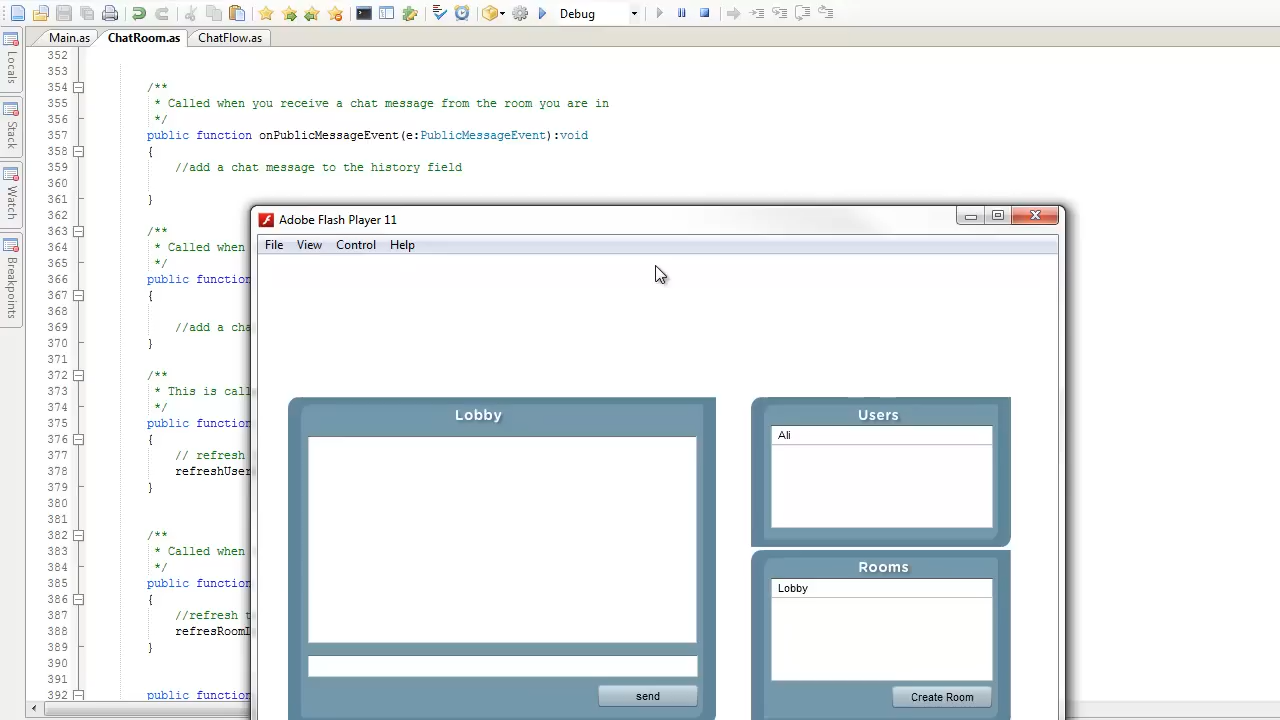 Debug
Main.as ChatRoom.as ChatFlow.as
Locals
Stack
Watch
Breakpoints
352
353
354 /**
355 * Called when you receive a chat message from the room you are in
356 */
357 public function onPublicMessageEvent(e:PublicMessageEvent):void
358 {
359 //add a chat message to the history field
360
361 }
362
363 /**
364 * Called when
365 */
366 public function
367 {
368
369 //add a cha
370 }
371
372 /**
373 * This is call
374 */
375 public function
376 {
377 // refresh
378 refreshUser
379 }
380
381
382 /**
383 * Called when
384 */
385 public function
386 {
387 //refresh t
388 refresRoomL
389 }
390
391
392 public function
Adobe Flash Player 11
File View Control Help
Lobby
send
Users
Ali
Rooms
Lobby
Create Room